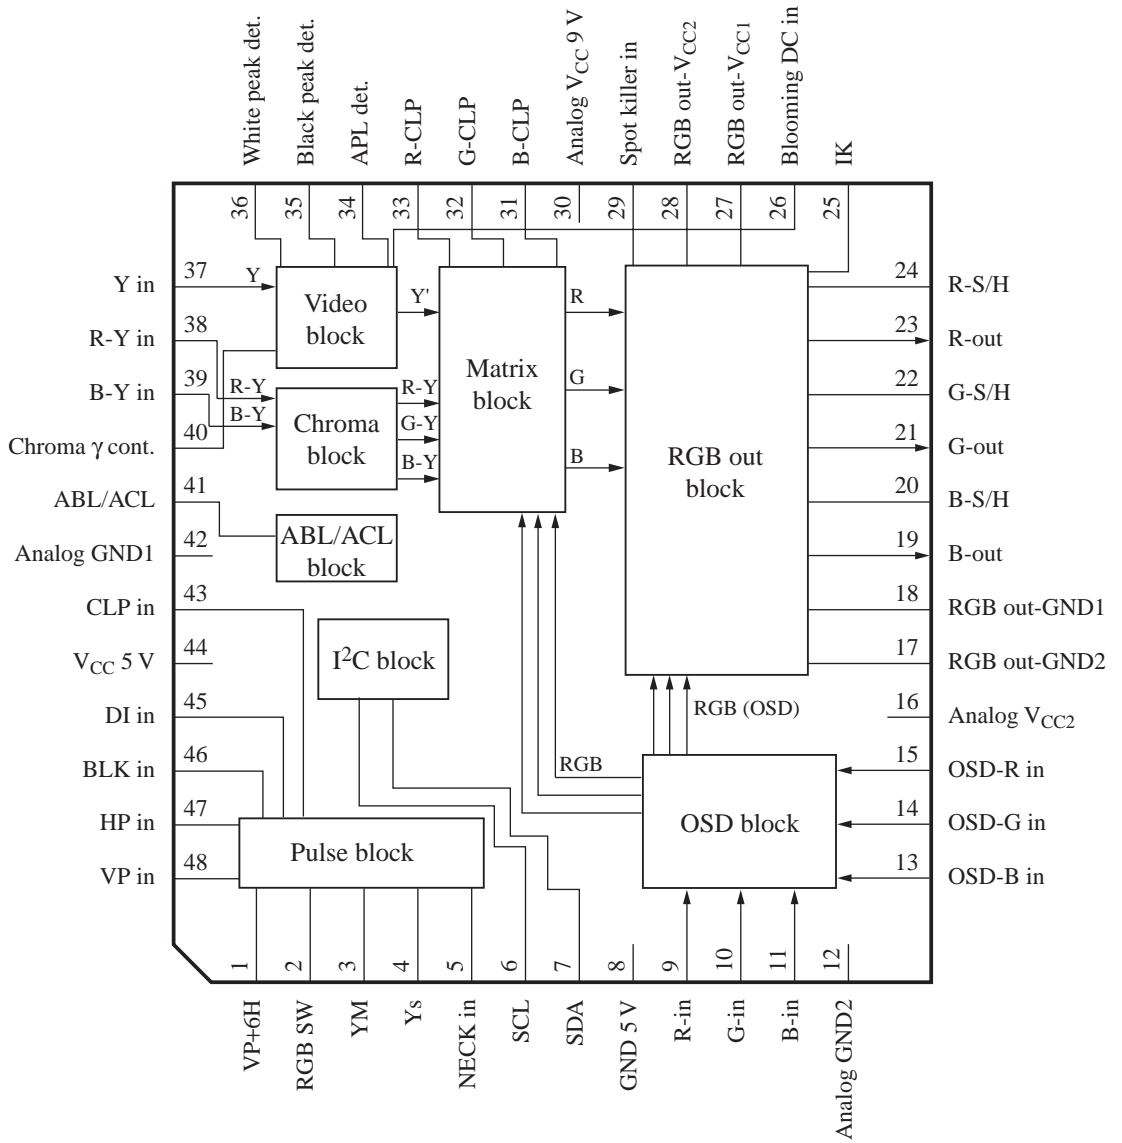 White peak det.
Black peak det.
APL det.
R-CLP
G-CLP
B-CLP
Analog VCC 9 V
Spot killer in
RGB out-VCC2
RGB out-VCC1
Blooming DC in
IK
36
35
34
33
32
31
30
29
28
27
26
25
Y in
37
Y
R-Y in
38
B-Y in
39
R-Y
B-Y
Chroma γ cont.
40
ABL/ACL
41
Analog GND1
42
CLP in
43
VCC 5 V
44
DI in
45
BLK in
46
HP in
47
VP in
48
Video
block
Y'
Chroma
block
R-Y
G-Y
B-Y
ABL/ACL
block
Matrix
block
R
G
B
RGB out
block
I2C block
Pulse block
RGB
RGB (OSD)
OSD block
24
R-S/H
23
R-out
22
G-S/H
21
G-out
20
B-S/H
19
B-out
18
RGB out-GND1
17
RGB out-GND2
16
Analog VCC2
15
OSD-R in
14
OSD-G in
13
OSD-B in
1
2
3
4
5
6
7
8
9
10
11
12
VP+6H
RGB SW
YM
Ys
NECK in
SCL
SDA
GND 5 V
R-in
G-in
B-in
Analog GND2